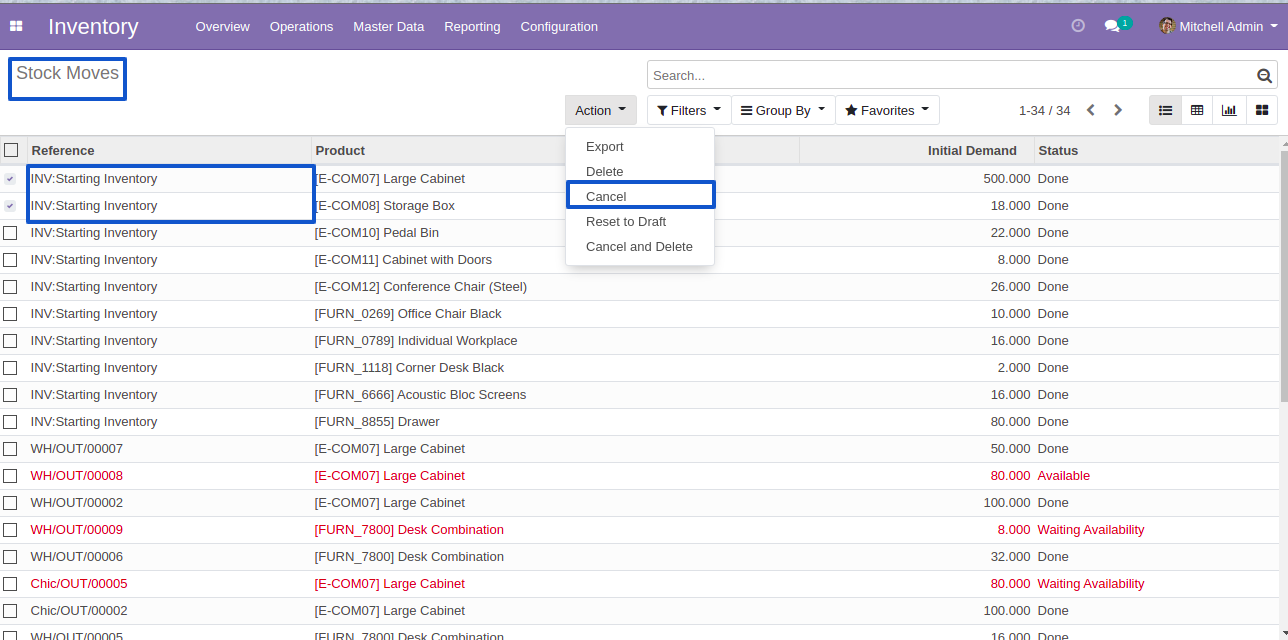 Inventory Overview Operations Master Data Reporting Configuration 1 Mitchell Admin
Stock Moves
Search...
Action Filters Group By Favorites 1-34 / 34
Export
Delete
Cancel
Reset to Draft
Cancel and Delete
Reference Product Initial Demand Status
INV:Starting Inventory [E-COM07] Large Cabinet 500.000 Done
INV:Starting Inventory [E-COM08] Storage Box 18.000 Done
INV:Starting Inventory [E-COM10] Pedal Bin 22.000 Done
INV:Starting Inventory [E-COM11] Cabinet with Doors 8.000 Done
INV:Starting Inventory [E-COM12] Conference Chair (Steel) 26.000 Done
INV:Starting Inventory [FURN_0269] Office Chair Black 10.000 Done
INV:Starting Inventory [FURN_0789] Individual Workplace 16.000 Done
INV:Starting Inventory [FURN_1118] Corner Desk Black 2.000 Done
INV:Starting Inventory [FURN_6666] Acoustic Bloc Screens 16.000 Done
INV:Starting Inventory [FURN_8855] Drawer 80.000 Done
WH/OUT/00007 [E-COM07] Large Cabinet 50.000 Done
WH/OUT/00008 [E-COM07] Large Cabinet 80.000 Available
WH/OUT/00002 [E-COM07] Large Cabinet 100.000 Done
WH/OUT/00009 [FURN_7800] Desk Combination 8.000 Waiting Availability
WH/OUT/00006 [FURN_7800] Desk Combination 32.000 Done
Chic/OUT/00005 [E-COM07] Large Cabinet 80.000 Waiting Availability
Chic/OUT/00002 [E-COM07] Large Cabinet 100.000 Done
WH/OUT/00005 [FURN_7800] Desk Combination 16.000 Done